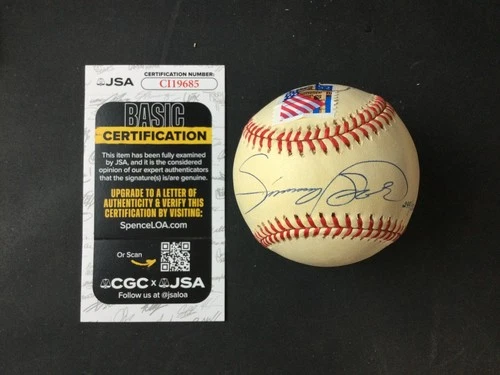 JSA
CERTIFICATION NUMBER:
CI19685
BASIC
CERTIFICATION
This item has been fully examined
by JSA, and it is the considered
opinion of our expert authenticators
that the signature(s) is/are genuine.
UPGRADE TO A LETTER OF
AUTHENTICITY & VERIFY THIS
CERTIFICATION BY VISITING:
SpenceLOA.com
Or Scan
CGC x JSA
Follow us at @jsaloa